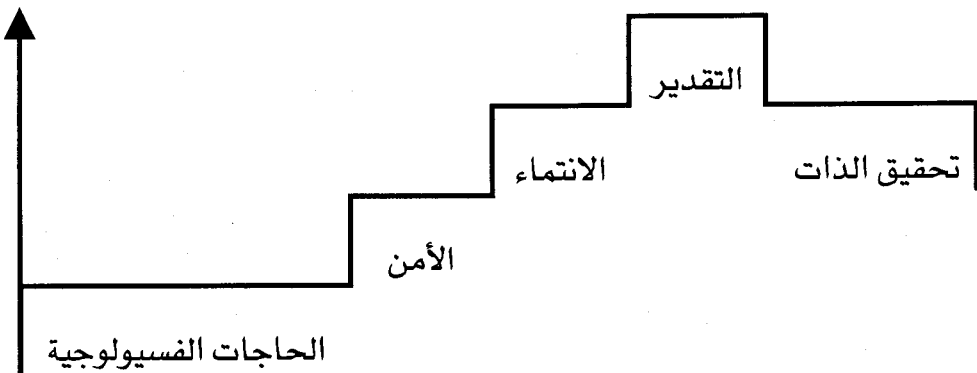 التقدير
تحقيق الذات
الانتماء
الأمن
الحاجات الفسيولوجية